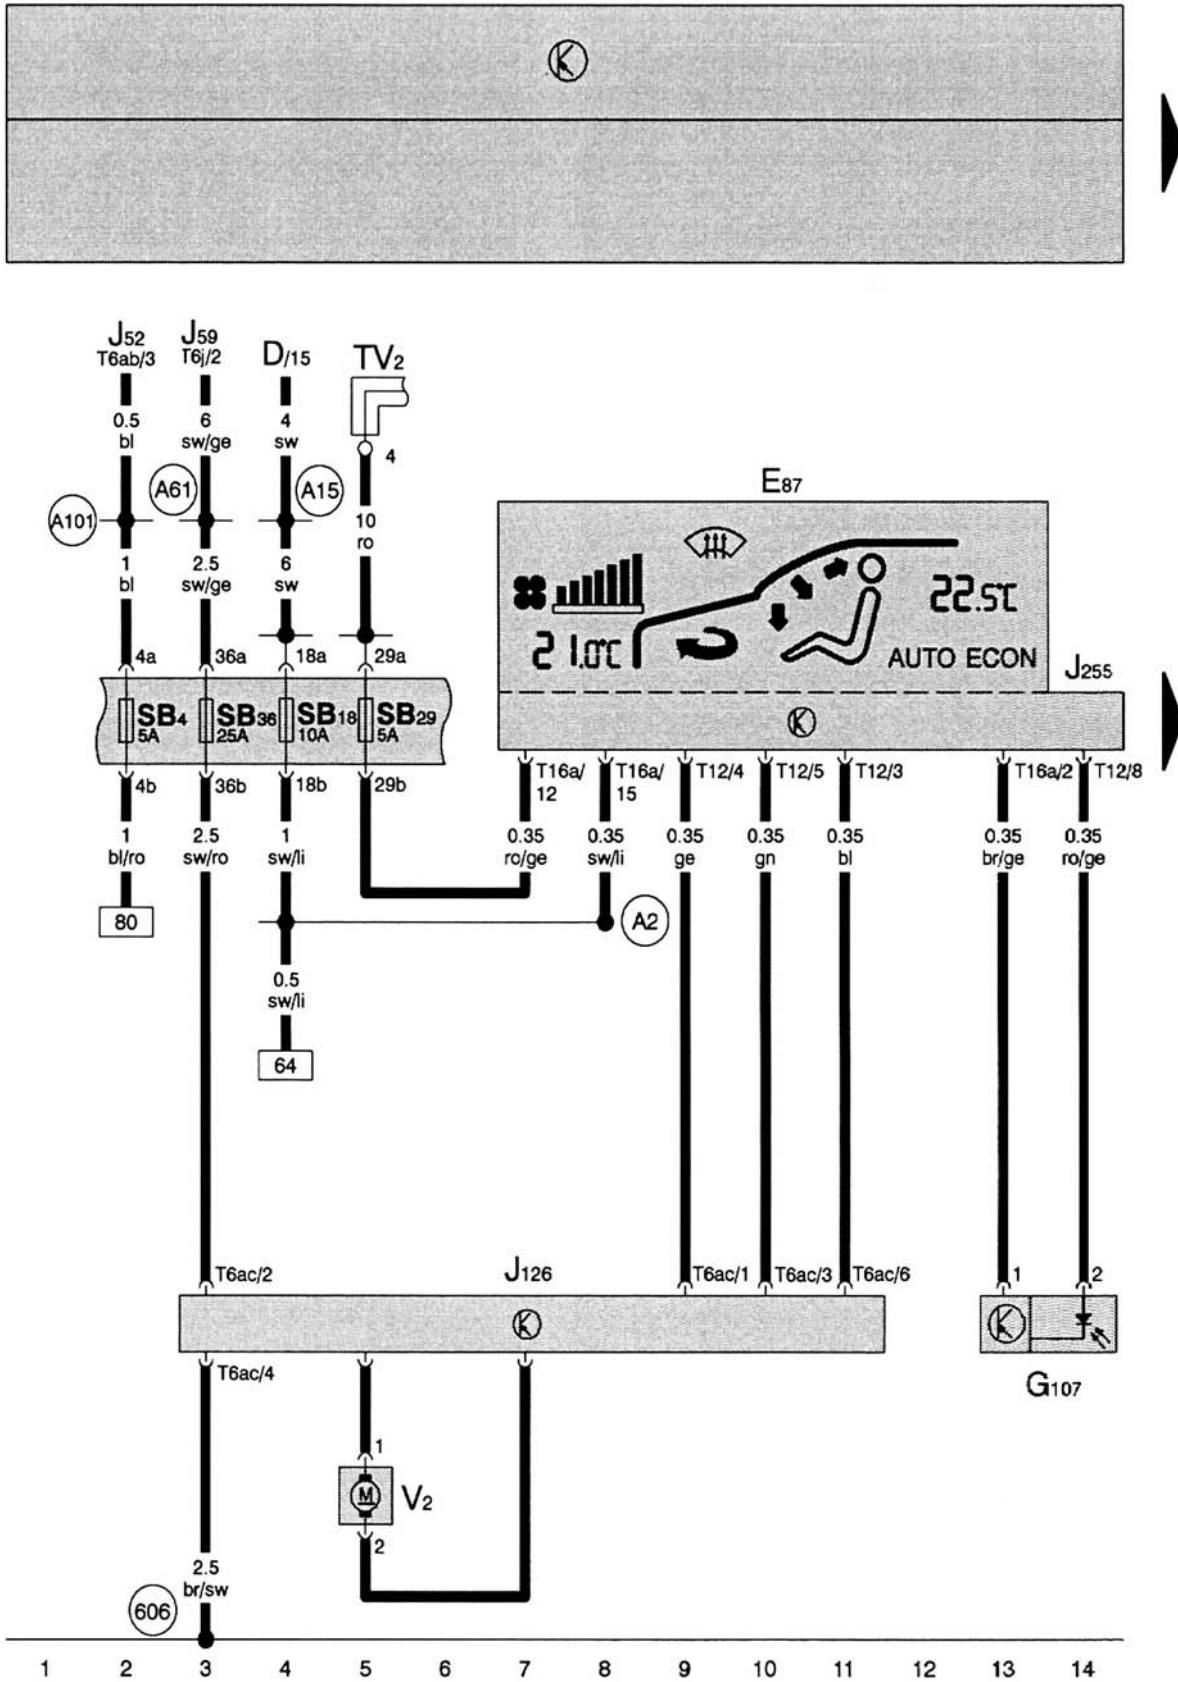 J52 J59 D/15 TV2
T6ab/3 T6j/2
0.5 6 4
bl sw/ge sw
4
A101 A61 A15
1 2.5 6 10
bl sw/ge sw ro
E87
22.5°C
21.0°C
AUTO ECON
J255
4a 36a 18a 29a
SB4 SB36 SB18 SB29
5A 25A 10A 5A
4b 36b 18b 29b
T16a/12 T16a/15 T12/4 T12/5 T12/3 T16a/2 T12/8
1 2.5 1 0.35 0.35 0.35 0.35 0.35 0.35 0.35
bl/ro sw/ro sw/li ro/ge sw/li ge gn bl br/ge ro/ge
80 A2
0.5
sw/li
64
T6ac/2 J126 T6ac/1 T6ac/3 T6ac/6 1 2
T6ac/4
G107
1
M V2
2
2.5
br/sw
606
1 2 3 4 5 6 7 8 9 10 11 12 13 14